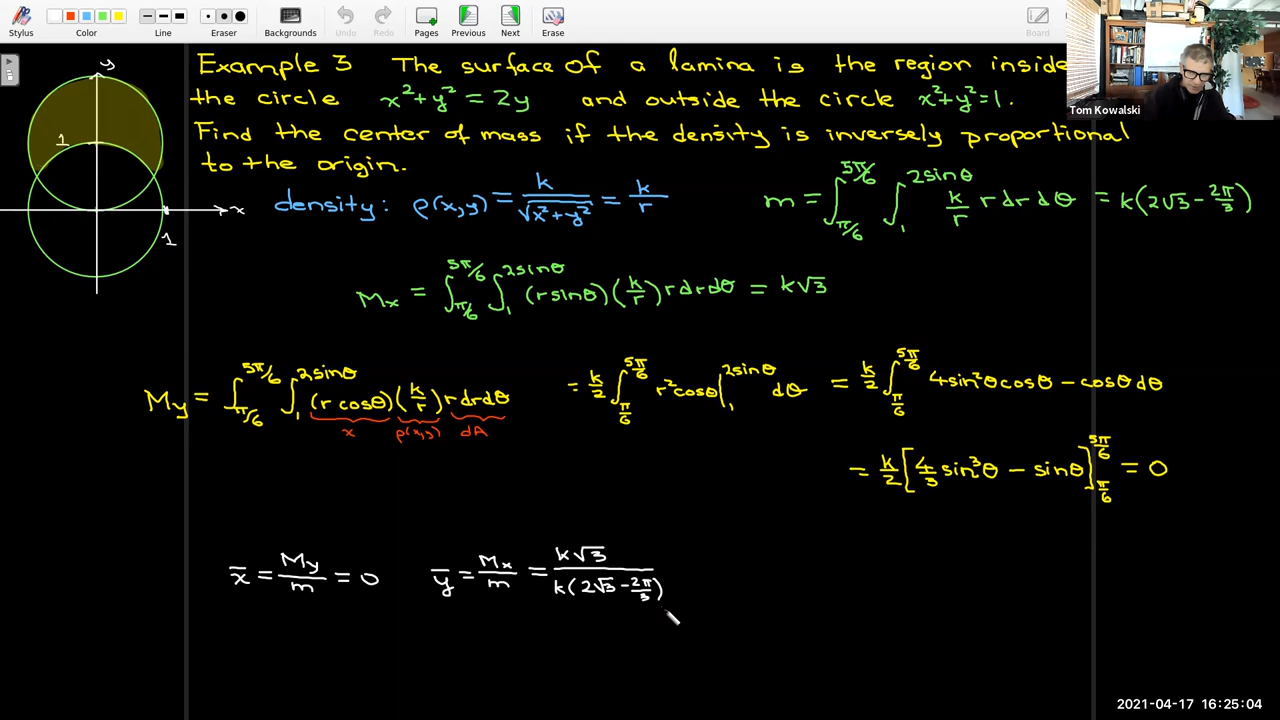 Stylus Color Line Eraser Backgrounds Undo Redo Pages Previous Next Erase Board
Tom Kowalski
Example 3 The surface of a lamina is the region inside
the circle x²+y² = 2y and outside the circle x²+y²=1.
Find the center of mass if the density is inversely proportional
to the origin.
y
1
x
1
density: ρ(x,y) = k/√(x²+y²) = k/r
m = ∫_{π/6}^{5π/6} ∫_1^{2sinθ} k/r r dr dθ = k(2√3 − 2π/3)
Mx = ∫_{π/6}^{5π/6} ∫_1^{2sinθ} (r sinθ)(k/r) r dr dθ = k√3
My = ∫_{π/6}^{5π/6} ∫_1^{2sinθ} (r cosθ)(k/r) r dr dθ = k/2 ∫_{π/6}^{5π/6} r² cosθ |_1^{2sinθ} dθ = k/2 ∫_{π/6}^{5π/6} 4sin²θcosθ − cosθ dθ
x ρ(x,y) dA
= k/2 [4/3 sin³θ − sinθ]_{π/6}^{5π/6} = 0
x̄ = My/m = 0 ȳ = Mx/m = k√3/k(2√3 − 2π/3)
2021-04-17 16:25:04